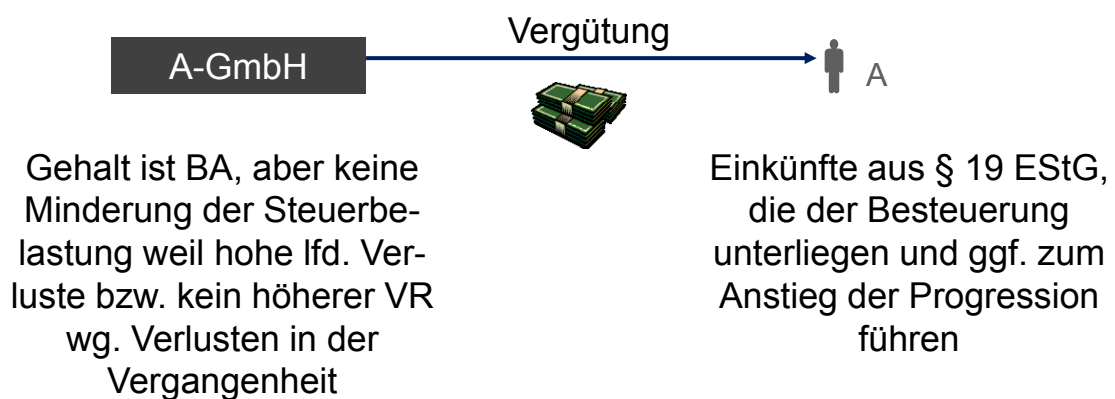 Vergütung
A-GmbH
A
Gehalt ist BA, aber keine
Minderung der Steuerbe-
lastung weil hohe lfd. Ver-
luste bzw. kein höherer VR
wg. Verlusten in der
Vergangenheit
Einkünfte aus § 19 EStG,
die der Besteuerung
unterliegen und ggf. zum
Anstieg der Progression
führen